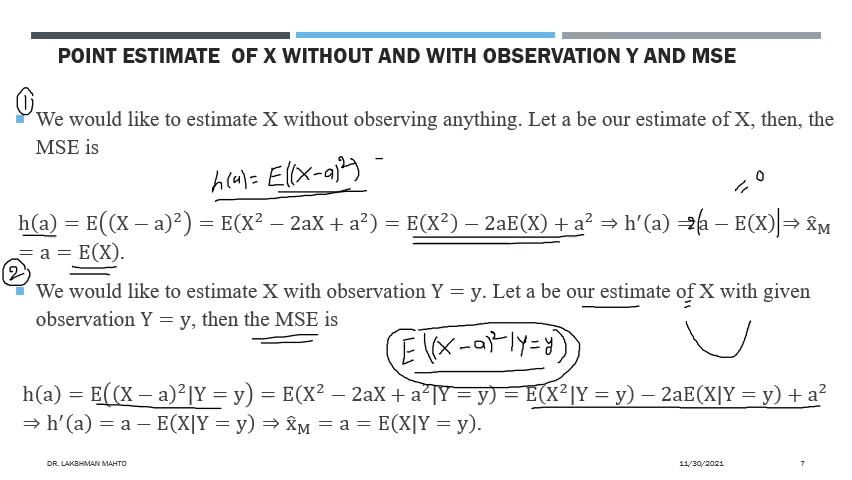 POINT ESTIMATE OF X WITHOUT AND WITH OBSERVATION Y AND MSE
①
We would like to estimate X without observing anything. Let a be our estimate of X, then, the
MSE is
h(a) = E((X-a)²)
= 0
h(a) = E((X − a)²) = E(X² − 2aX + a²) = E(X²) − 2aE(X) + a² ⇒ h′(a) = 2(a − E(X)) ⇒ x̂M
= a = E(X).
②
We would like to estimate X with observation Y = y. Let a be our estimate of X with given
observation Y = y, then the MSE is
E((X-a)²|Y=y)
h(a) = E((X − a)²|Y = y) = E(X² − 2aX + a²|Y = y) = E(X²|Y = y) − 2aE(X|Y = y) + a²
⇒ h′(a) = a − E(X|Y = y) ⇒ x̂M = a = E(X|Y = y).
DR. LAKSHMAN MAHTO 11/30/2021 7